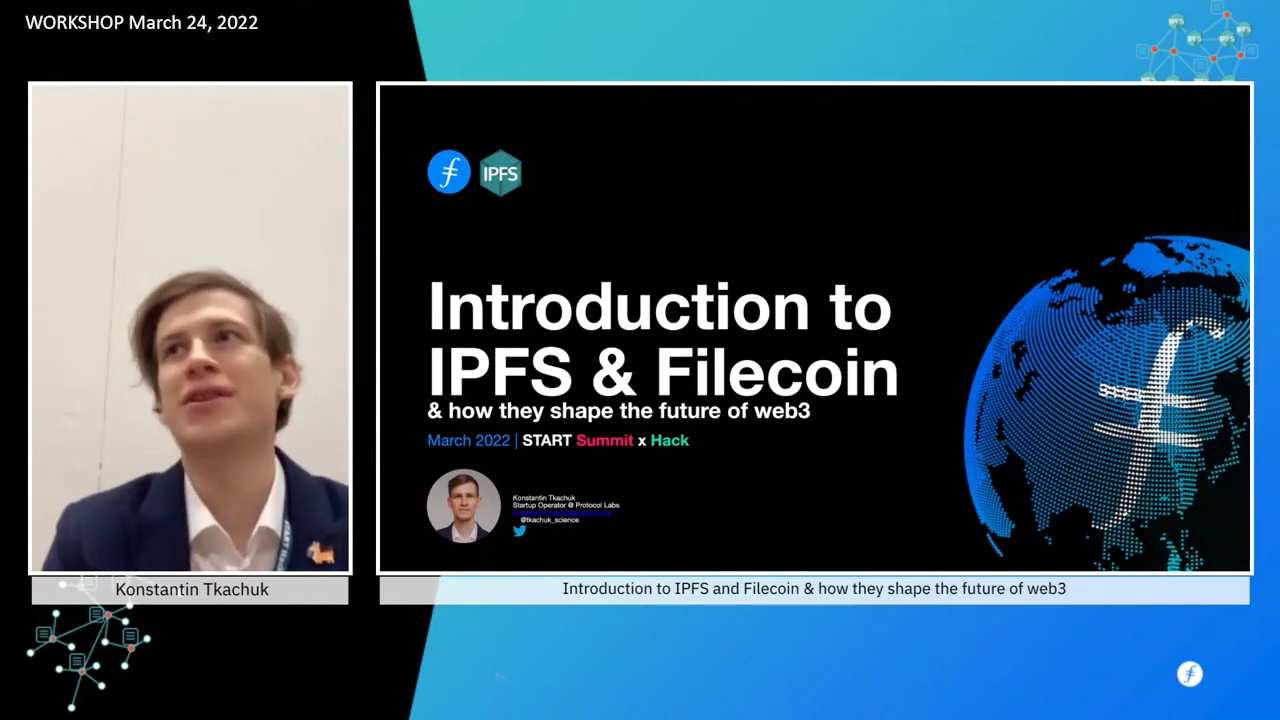 WORKSHOP March 24, 2022
IPFS
Introduction to
IPFS & Filecoin
& how they shape the future of web3
March 2022 | START Summit x Hack
Konstantin Tkachuk
Startup Operator @ Protocol Labs
@tkachuk_science
Konstantin Tkachuk
Introduction to IPFS and Filecoin & how they shape the future of web3